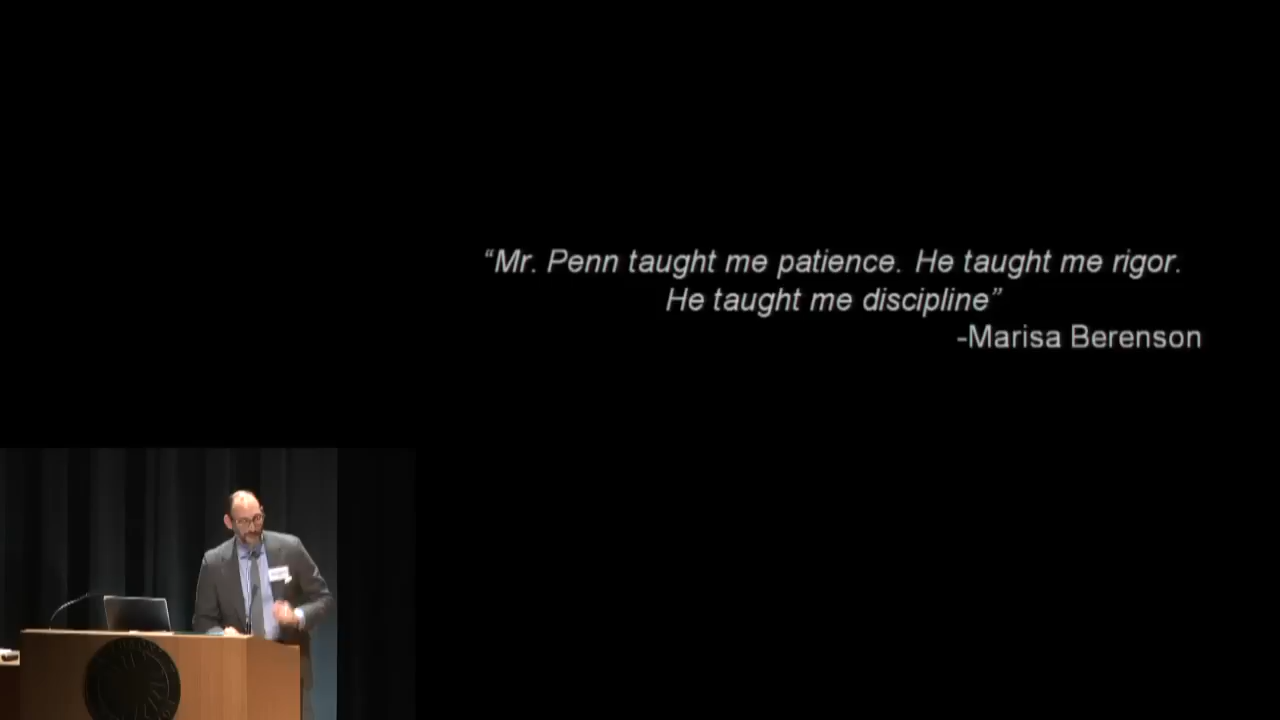 “Mr. Penn taught me patience. He taught me rigor.
He taught me discipline”
-Marisa Berenson